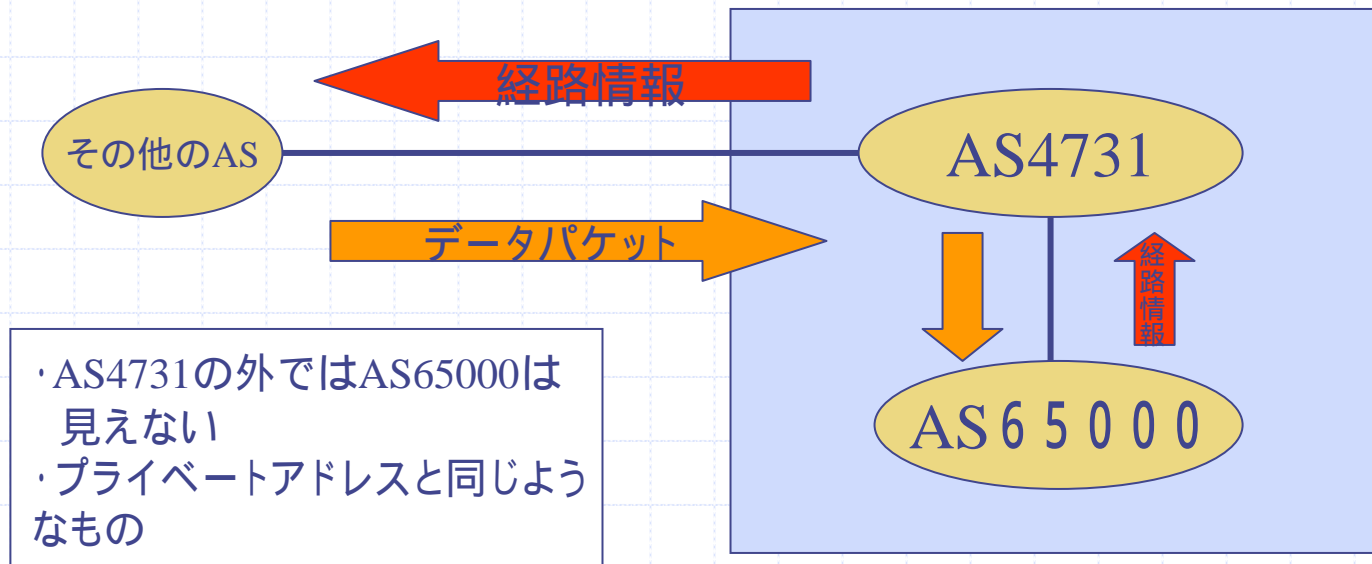 経路情報
その他のAS
AS4731
データパケット
経路情報
AS65000
・AS4731の外ではAS65000は
見えない
・プライベートアドレスと同じよう
なもの